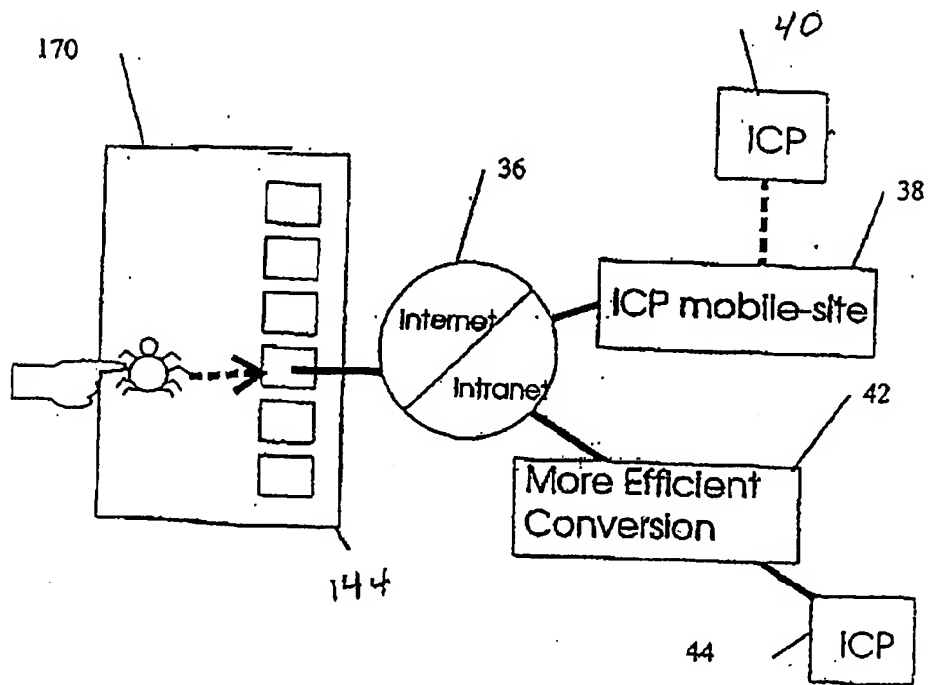 40
170
ICP
36
38
ICP mobile-site
Internet
Intranet
42
More Efficient
Conversion
144
44
ICP